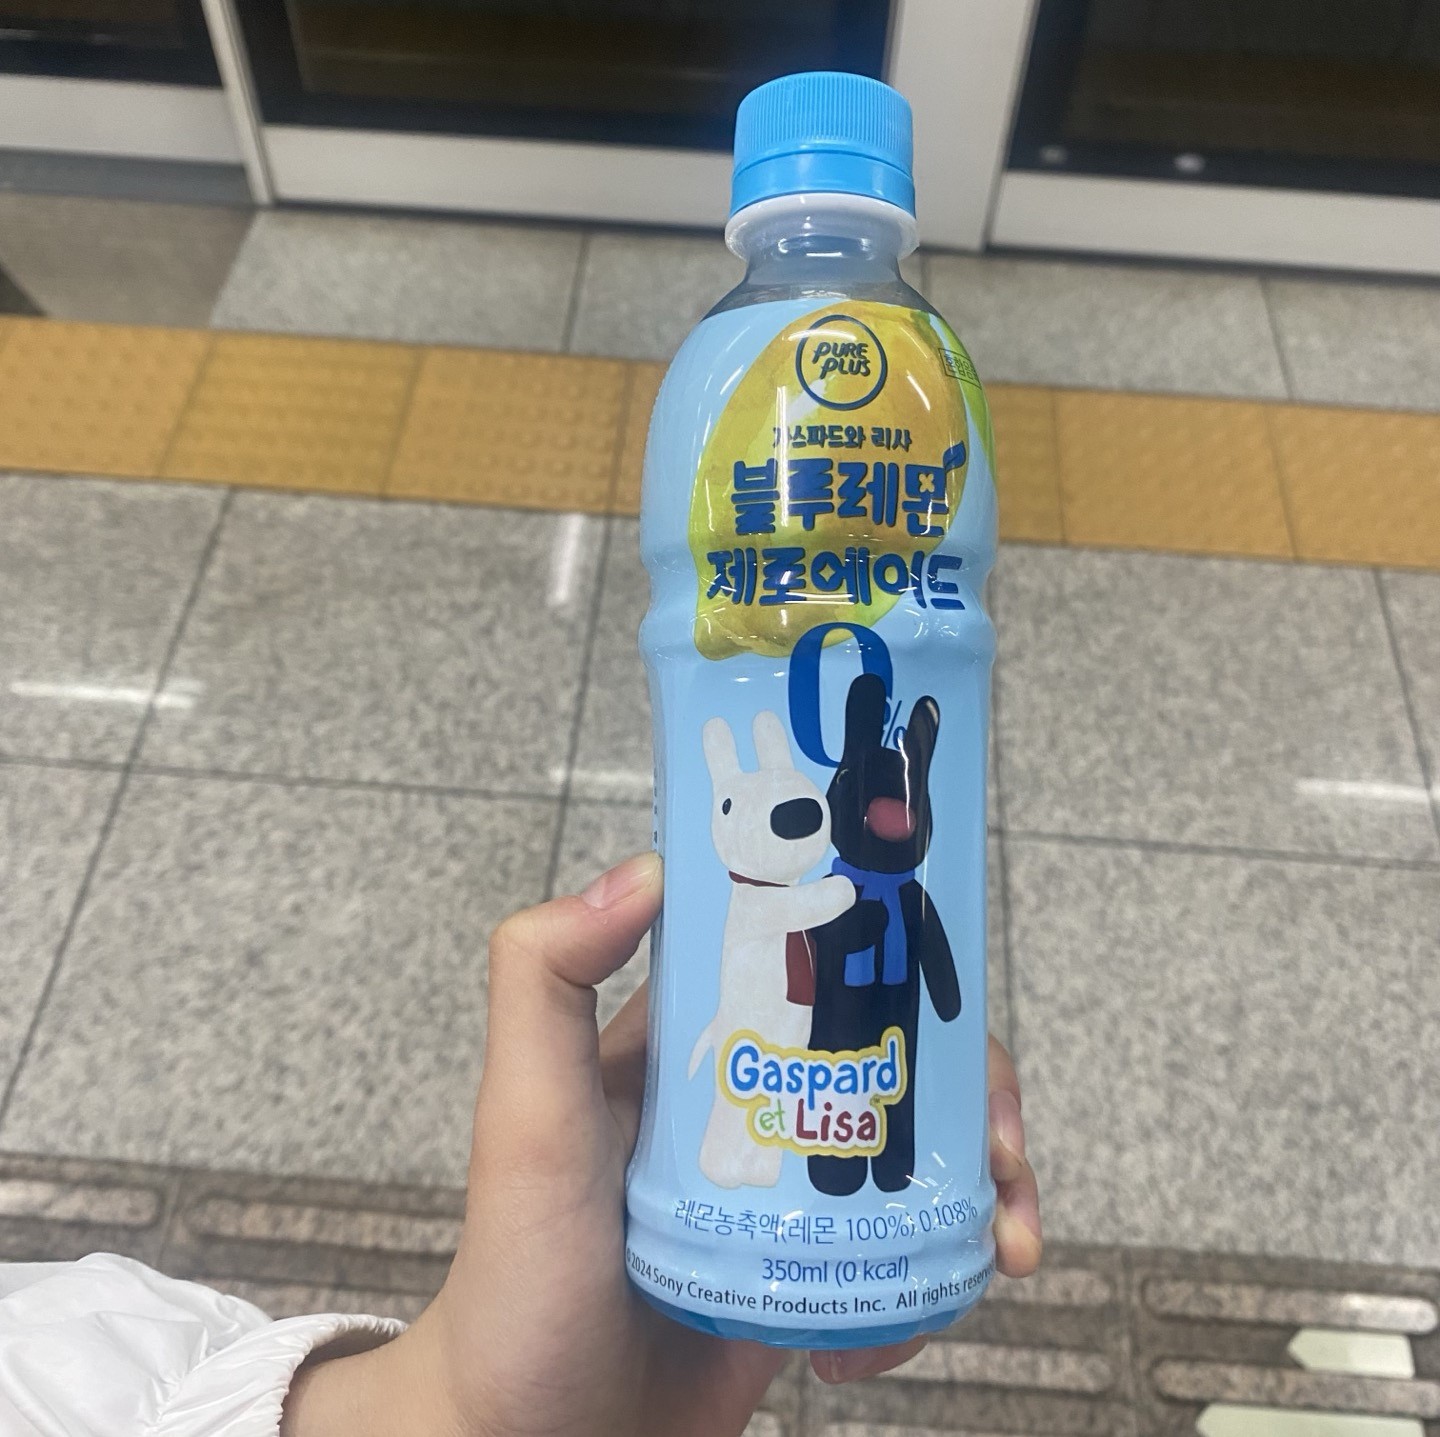 PURE
PLUS
가스파드와 리사
블루레몬
제로에이드
0%
Gaspard
et Lisa
레몬농축액(레몬 100%) 0.108%
350ml (0 kcal)
©2024 Sony Creative Products Inc. All rights